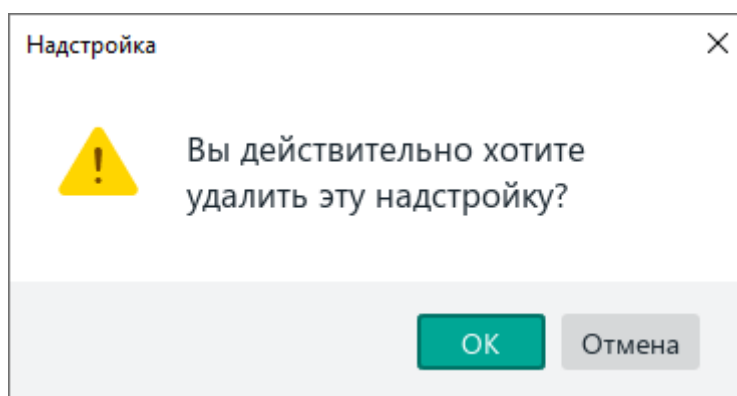 Надстройка
Вы действительно хотите
удалить эту надстройку?
ОК
Отмена